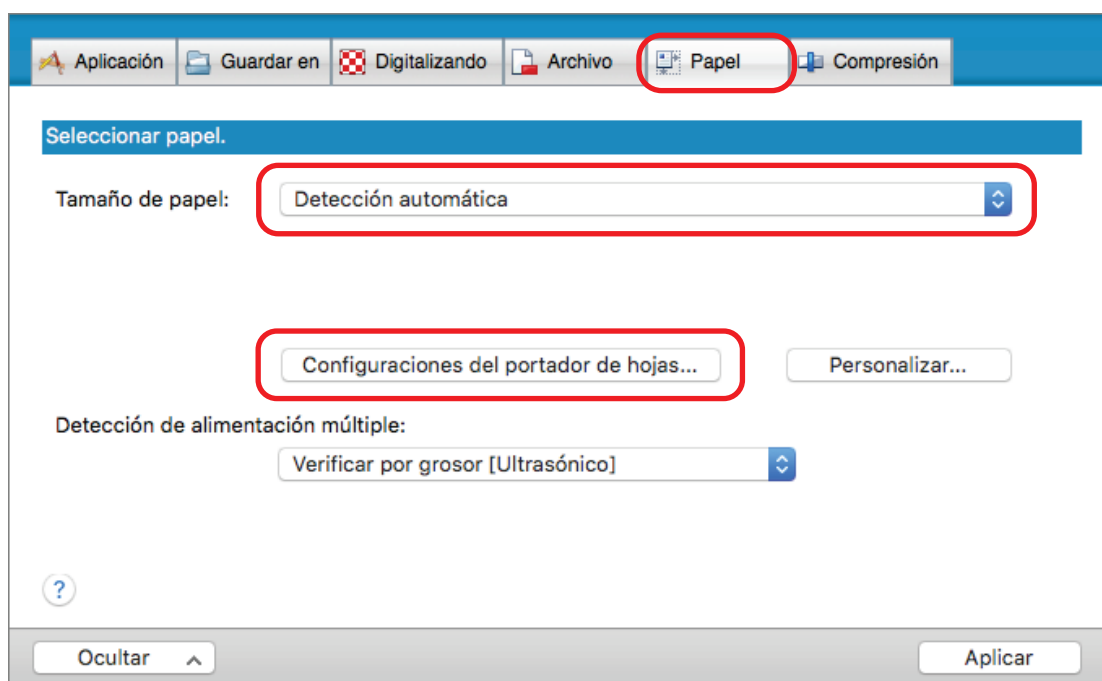 Aplicación Guardar en Digitalizando Archivo Papel Compresión
Seleccionar papel.
Tamaño de papel: Detección automática
Configuraciones del portador de hojas... Personalizar...
Detección de alimentación múltiple:
Verificar por grosor [Ultrasónico]
?
Ocultar Aplicar